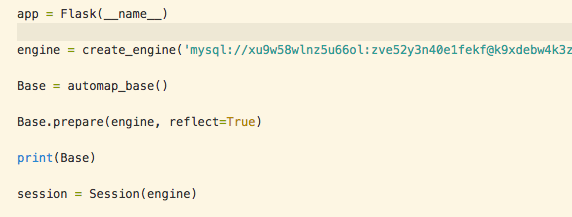 app = Flask(__name__)
engine = create_engine('mysql://xu9w58wlnz5u66ol:zve52y3n40e1fekf@k9xdebw4k3z
Base = automap_base()
Base.prepare(engine, reflect=True)
print(Base)
session = Session(engine)